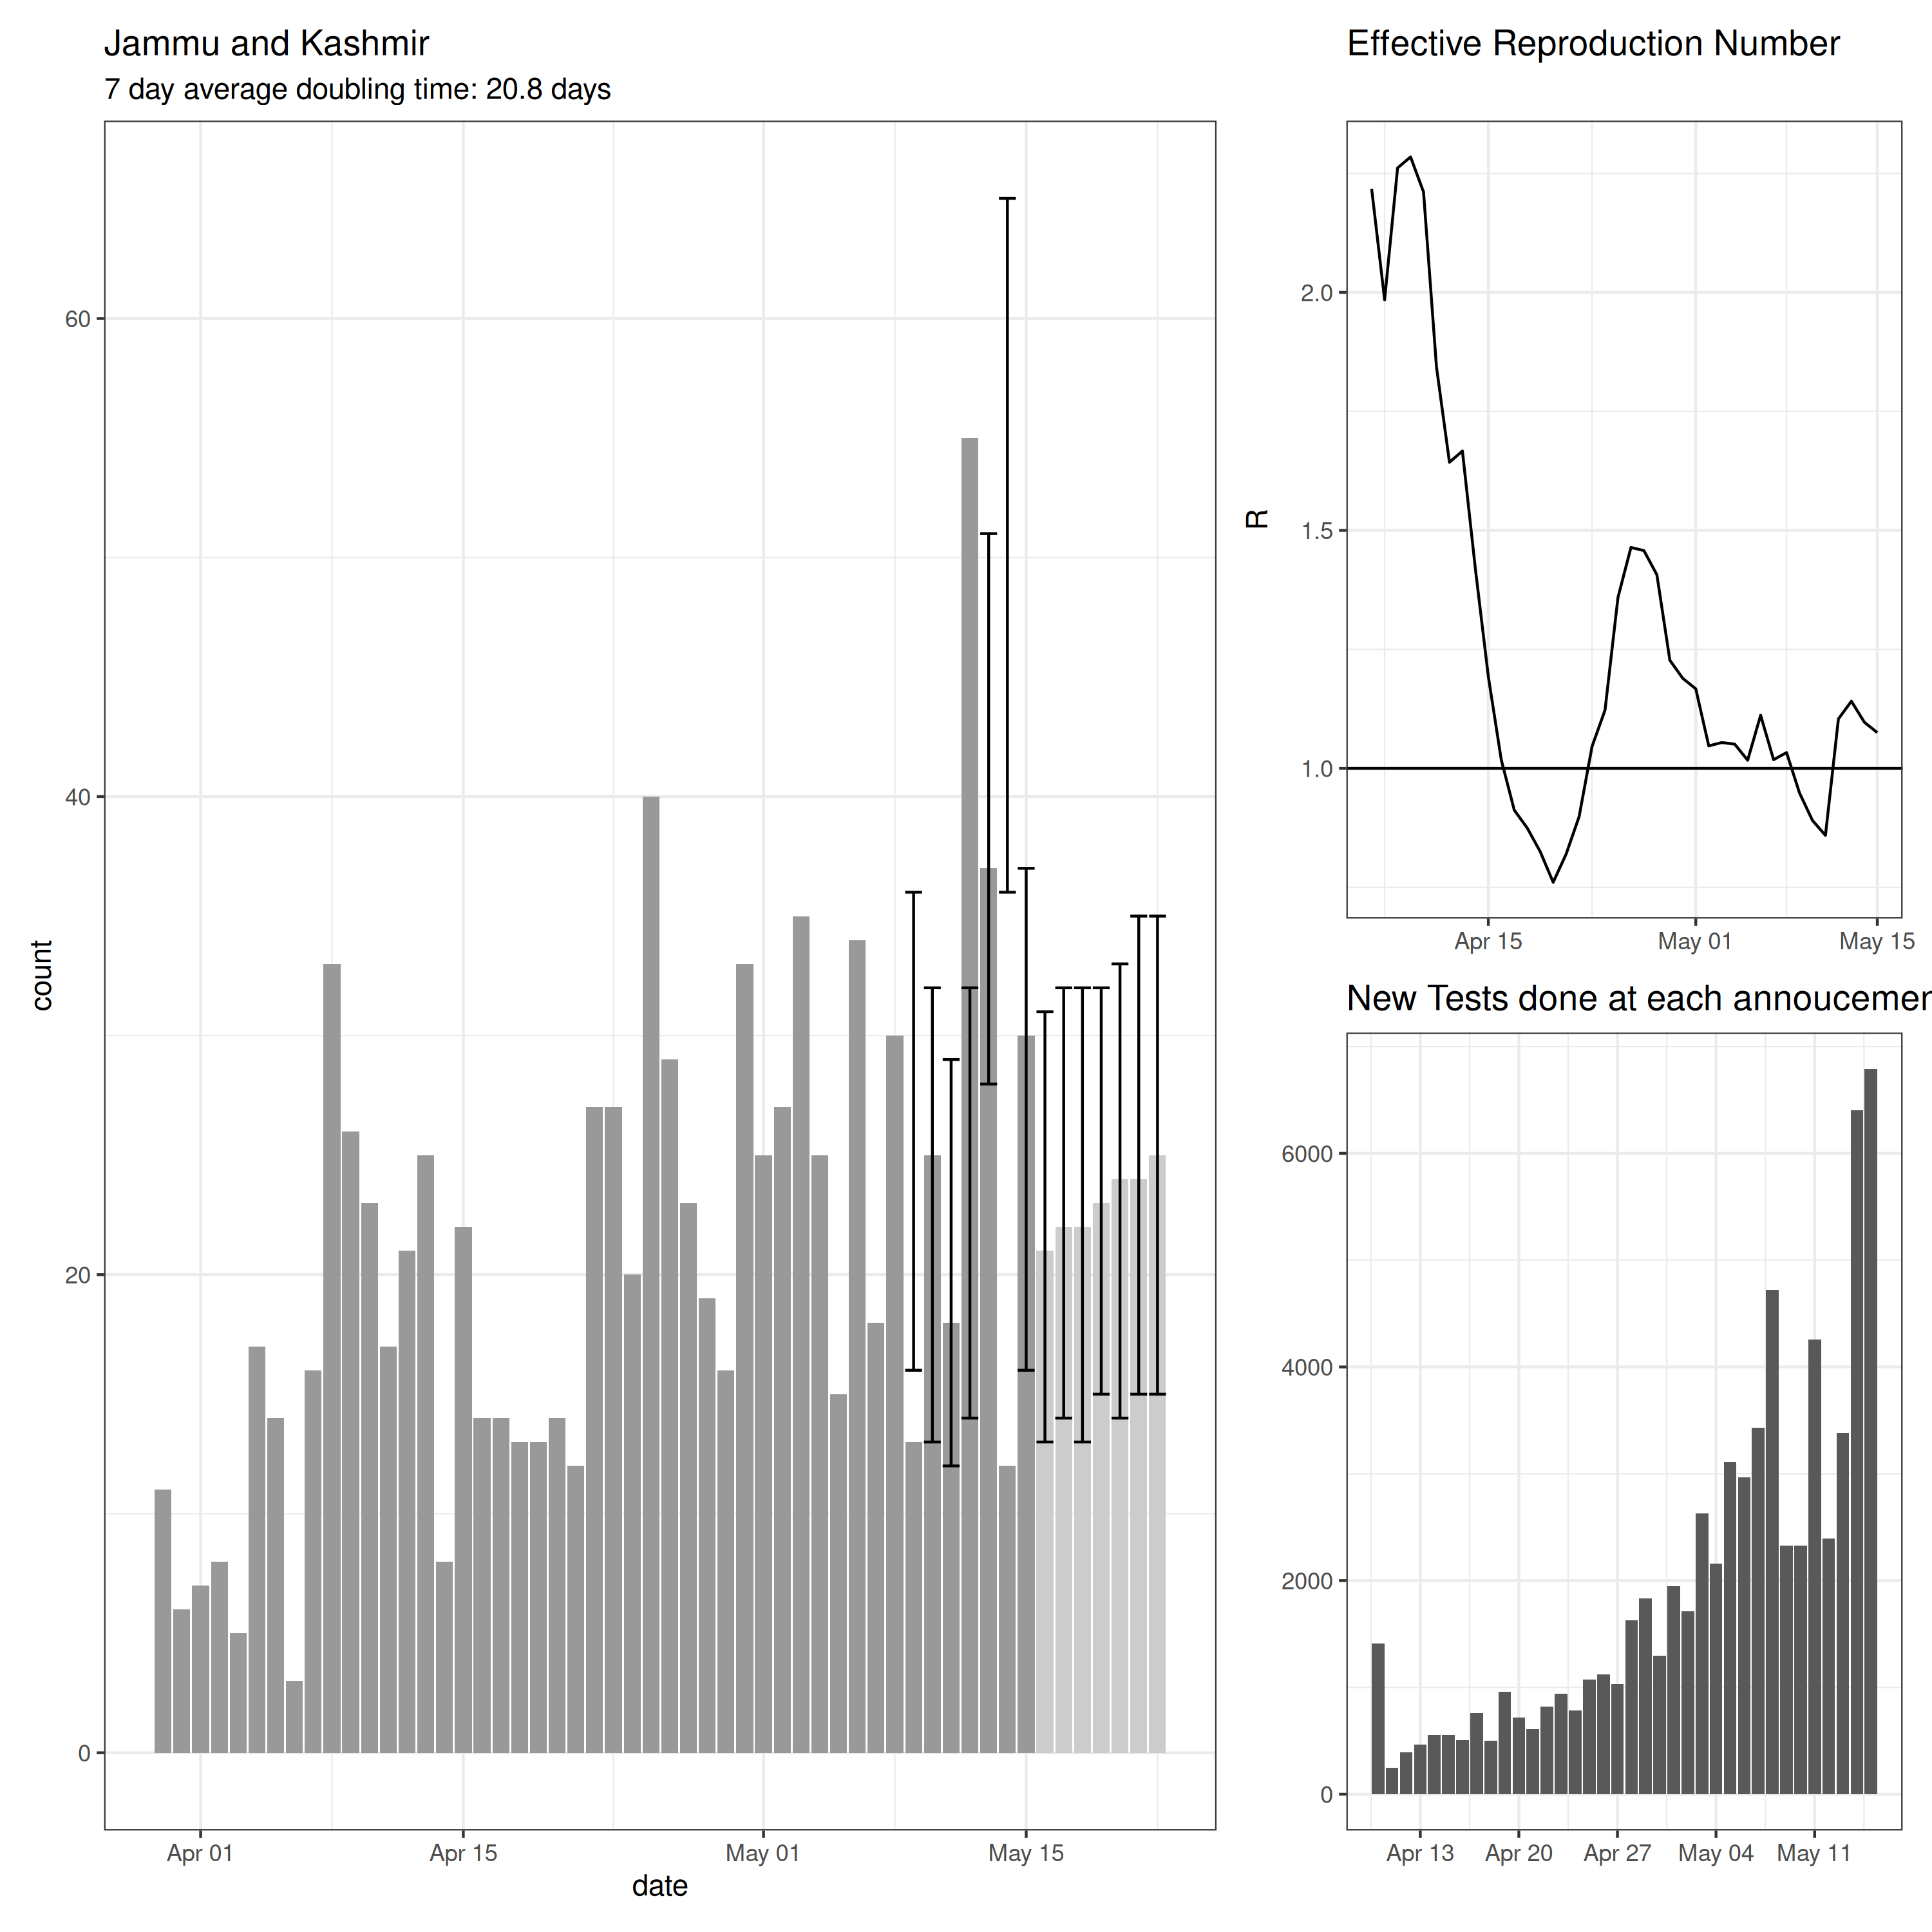 Jammu and Kashmir
7 day average doubling time: 20.8 days
60
40
20
0
count
Apr 01 Apr 15 May 01 May 15
date
Effective Reproduction Number
2.0
1.5
1.0
R
Apr 15 May 01 May 15
New Tests done at each annoucemen
6000
4000
2000
0
Apr 13 Apr 20 Apr 27 May 04 May 11